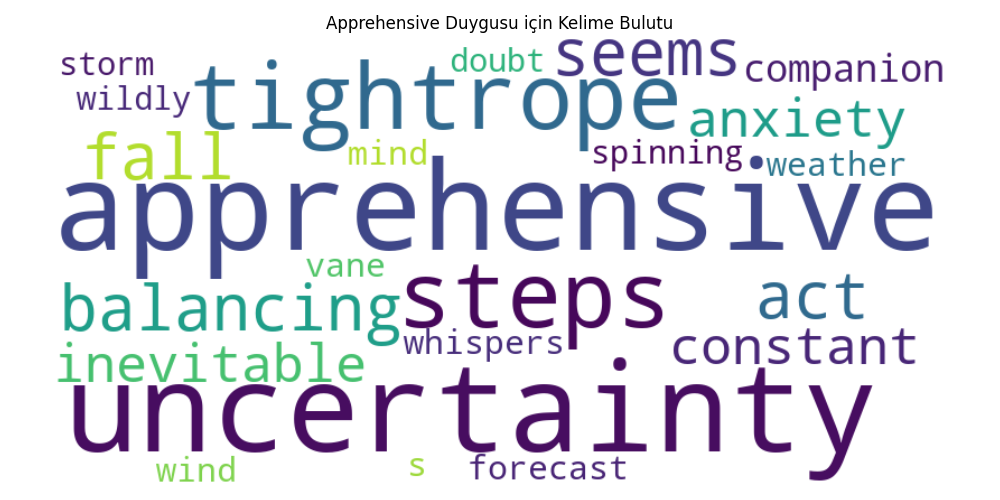 Apprehensive Duygusu için Kelime Bulutu
storm
doubt
seems
companion
wildly
tightrope
anxiety
fall
mind
spinning
weather
apprehensive
vane
balancing
steps
act
whispers
constant
inevitable
uncertainty
wind
s
forecast